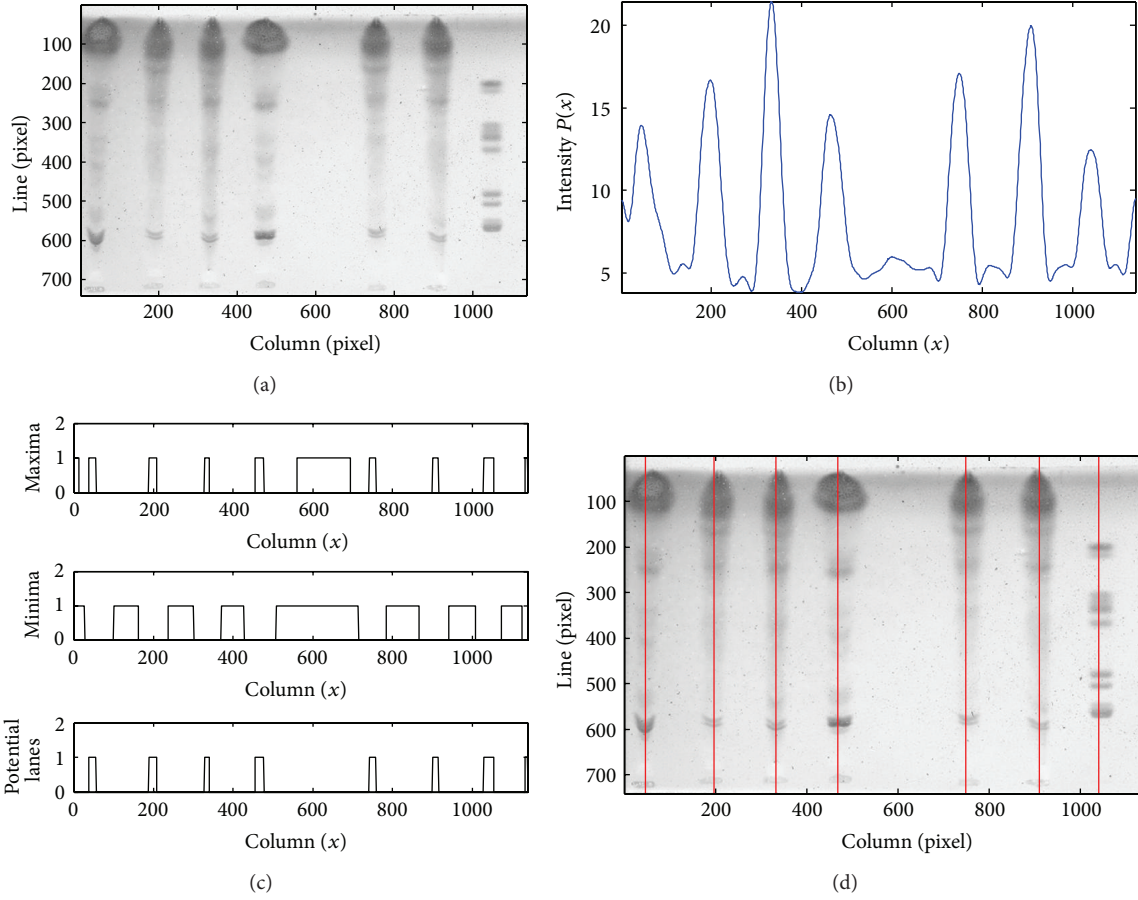 100
200
300
400
500
600
700
Line (pixel)
200 400 600 800 1000
Column (pixel)
(a)
20
15
10
5
Intensity P(x)
200 400 600 800 1000
Column (x)
(b)
2
1
0
Maxima
0 200 400 600 800 1000
Column (x)
2
1
0
Minima
0 200 400 600 800 1000
Column (x)
2
1
0
Potential
lanes
0 200 400 600 800 1000
Column (x)
(c)
100
200
300
400
500
600
700
Line (pixel)
200 400 600 800 1000
Column (pixel)
(d)